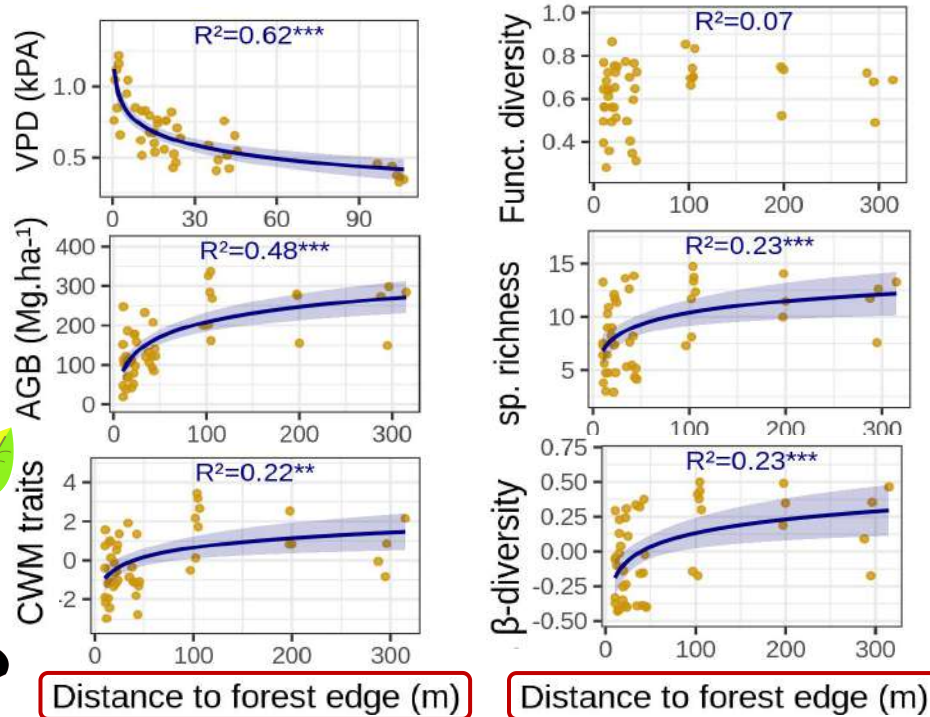 VPD (kPA)
R²=0.62***
1.0
0.5
0 30 60 90
AGB (Mg.ha-¹)
R²=0.48***
400
300
200
100
0
0 100 200 300
CWM traits
R²=0.22**
4
2
0
-2
0 100 200 300
Distance to forest edge (m)
Funct. diversity
R²=0.07
1.0
0.8
0.6
0.4
0 100 200 300
sp. richness
R²=0.23***
15
10
5
0 100 200 300
β-diversity
R²=0.23***
0.75
0.50
0.25
0.00
-0.25
-0.50
0 100 200 300
Distance to forest edge (m)